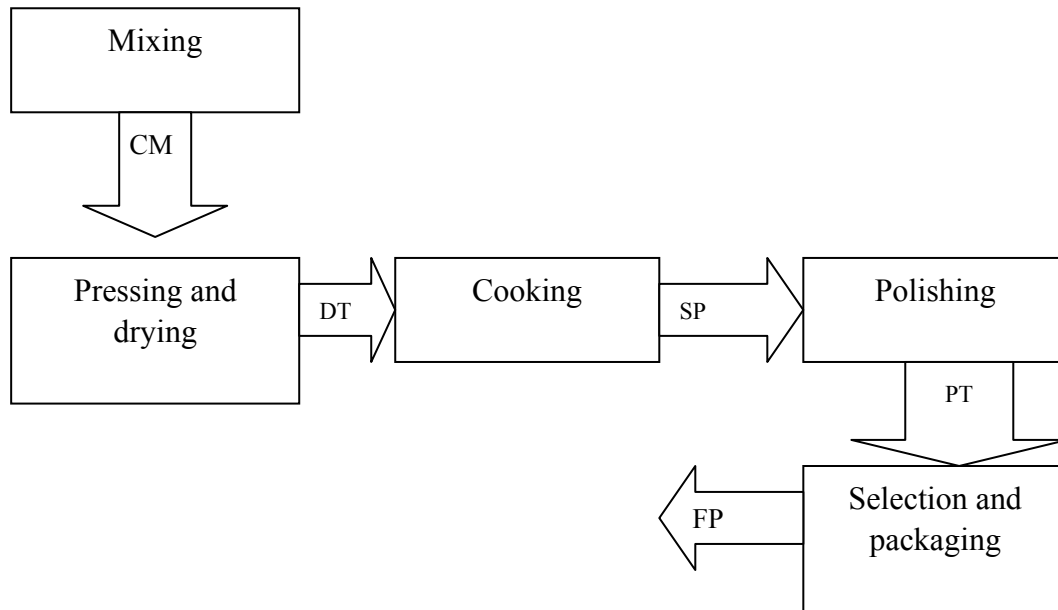 Mixing
CM
Pressing and
drying
DT
Cooking
SP
Polishing
PT
Selection and
packaging
FP